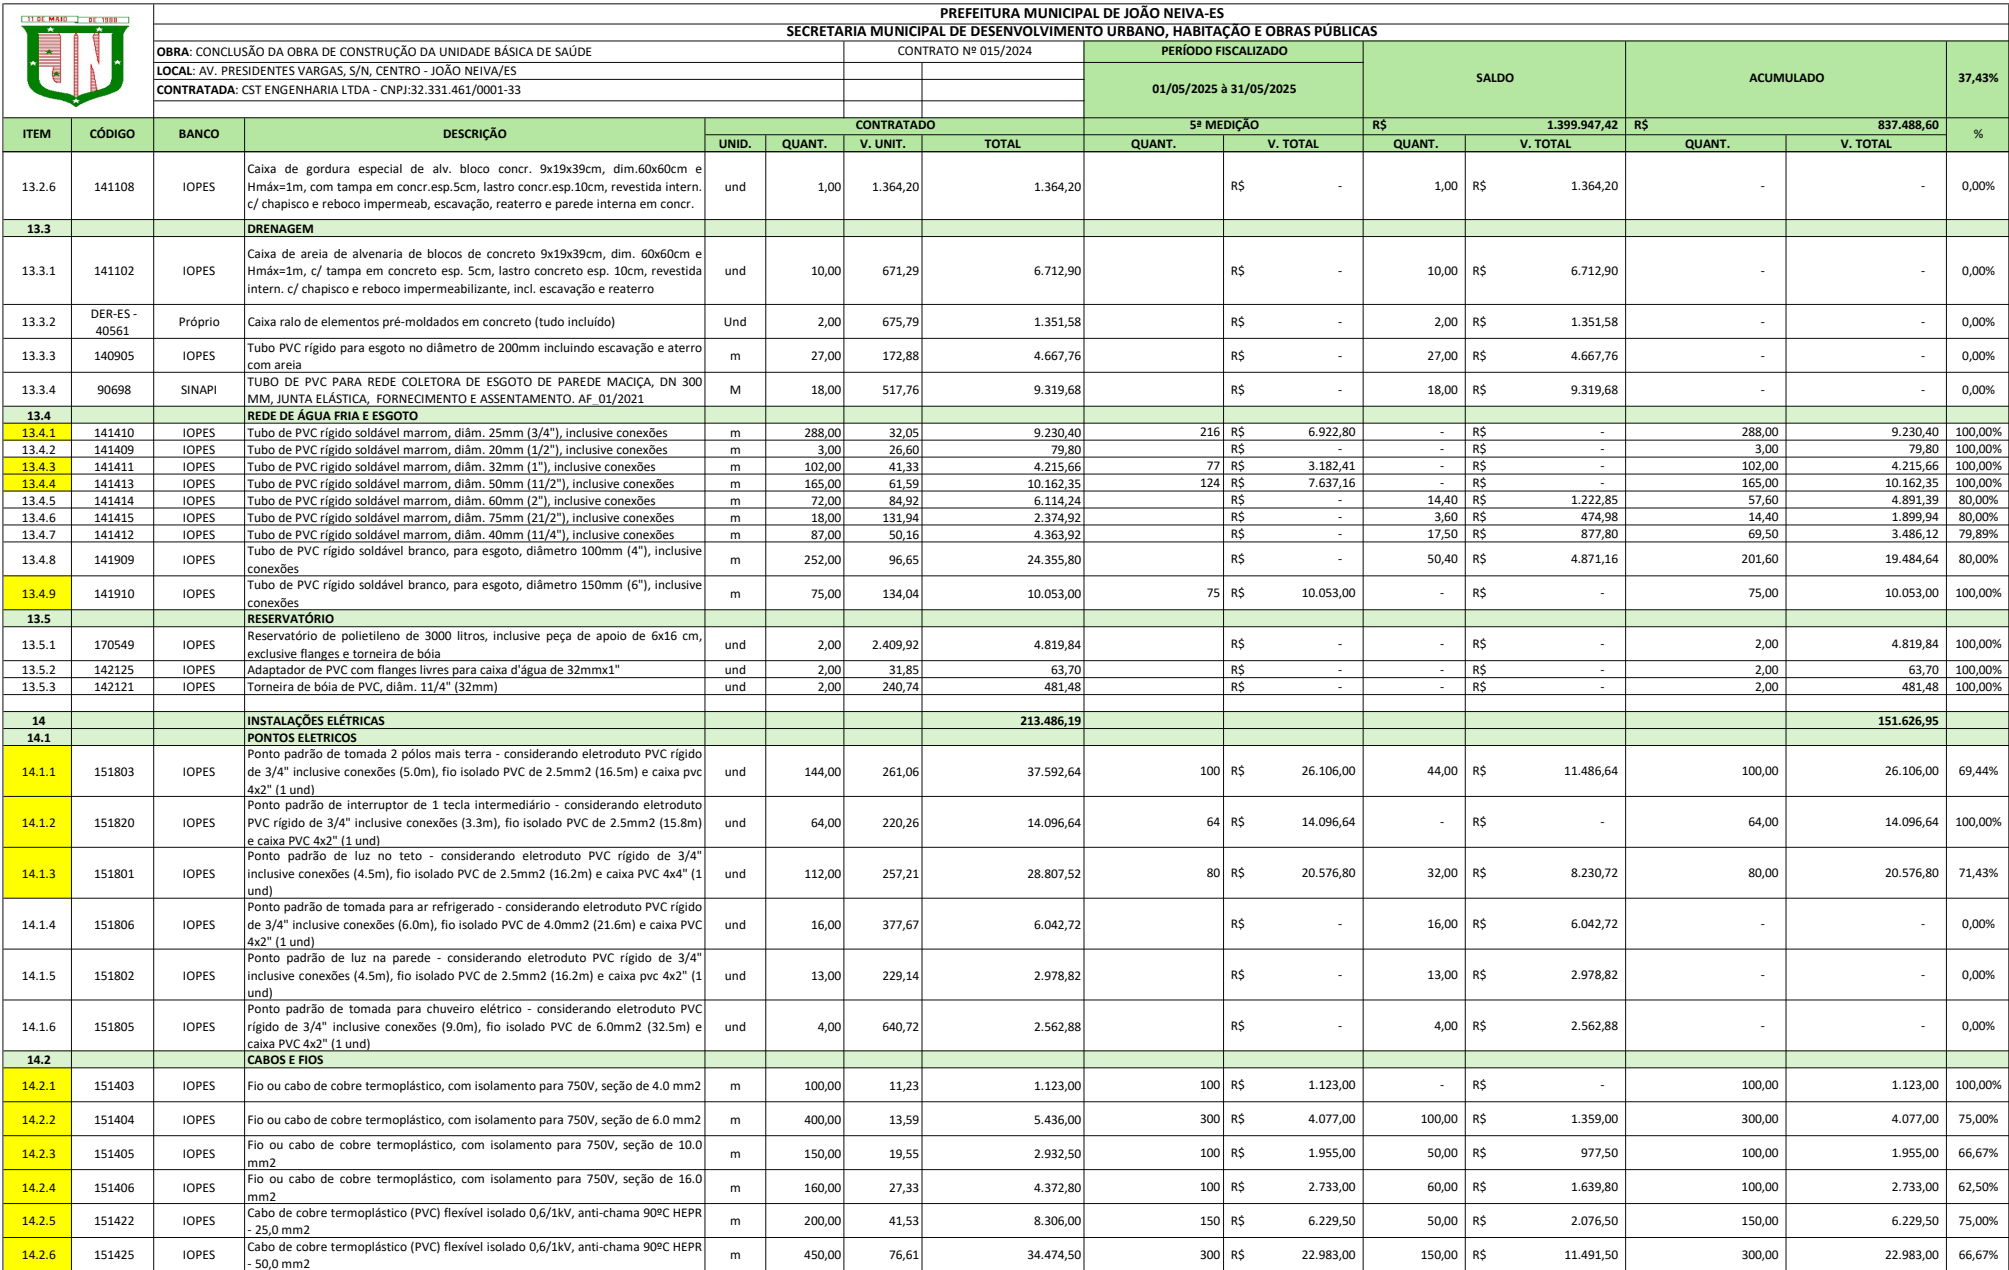 11 DE MAIO DE 1988
PREFEITURA MUNICIPAL DE JOÃO NEIVA-ES
SECRETARIA MUNICIPAL DE DESENVOLVIMENTO URBANO, HABITAÇÃO E OBRAS PÚBLICAS
OBRA: CONCLUSÃO DA OBRA DE CONSTRUÇÃO DA UNIDADE BÁSICA DE SAÚDE CONTRATO Nº 015/2024 PERÍODO FISCALIZADO SALDO ACUMULADO 37,43%
LOCAL: AV. PRESIDENTES VARGAS, S/N, CENTRO - JOÃO NEIVA/ES
CONTRATADA: CST ENGENHARIA LTDA - CNPJ:32.331.461/0001-33 01/05/2025 à 31/05/2025
ITEM CÓDIGO BANCO DESCRIÇÃO CONTRATADO 5ª MEDIÇÃO R$ 1.399.947,42 R$ 837.488,60 %
UNID. QUANT. V. UNIT. TOTAL QUANT. V. TOTAL QUANT. V. TOTAL QUANT. V. TOTAL
Caixa de gordura especial de alv. bloco concr. 9x19x39cm, dim.60x60cm e
13.2.6 141108 IOPES Hmáx=1m, com tampa em concr.esp.5cm, lastro concr.esp.10cm, revestida intern. und 1,00 1.364,20 1.364,20 R$ - 1,00 R$ 1.364,20 - - 0,00%
c/ chapisco e reboco impermeab, escavação, reaterro e parede interna em concr.
13.3 DRENAGEM
Caixa de areia de alvenaria de blocos de concreto 9x19x39cm, dim. 60x60cm e
13.3.1 141102 IOPES Hmáx=1m, c/ tampa em concreto esp. 5cm, lastro concreto esp. 10cm, revestida und 10,00 671,29 6.712,90 R$ - 10,00 R$ 6.712,90 - - 0,00%
intern. c/ chapisco e reboco impermeabilizante, incl. escavação e reaterro
13.3.2 DER-ES - 40561 Próprio Caixa ralo de elementos pré-moldados em concreto (tudo incluído) Und 2,00 675,79 1.351,58 R$ - 2,00 R$ 1.351,58 - - 0,00%
13.3.3 140905 IOPES Tubo PVC rígido para esgoto no diâmetro de 200mm incluindo escavação e aterro m 27,00 172,88 4.667,76 R$ - 27,00 R$ 4.667,76 - - 0,00%
com areia
13.3.4 90698 SINAPI TUBO DE PVC PARA REDE COLETORA DE ESGOTO DE PAREDE MACIÇA, DN 300 M 18,00 517,76 9.319,68 R$ - 18,00 R$ 9.319,68 - - 0,00%
MM, JUNTA ELÁSTICA, FORNECIMENTO E ASSENTAMENTO. AF_01/2021
13.4 REDE DE ÁGUA FRIA E ESGOTO
13.4.1 141410 IOPES Tubo de PVC rígido soldável marrom, diâm. 25mm (3/4"), inclusive conexões m 288,00 32,05 9.230,40 216 R$ 6.922,80 - R$ - 288,00 9.230,40 100,00%
13.4.2 141409 IOPES Tubo de PVC rigido soldável marrom, diâm. 20mm (1/2"), inclusive conexões m 3,00 26,60 79,80 R$ - - R$ - 3,00 79,80 100,00%
13.4.3 141411 IOPES Tubo de PVC rigido soldável marrom, diâm. 32mm (1"), inclusive conexões m 102,00 41,33 4.215,66 77 R$ 3.182,41 - R$ - 102,00 4.215,66 100,00%
13.4.4 141413 IOPES Tubo de PVC rígido soldável marrom, diâm. 50mm (11/2"), inclusive conexões m 165,00 61,59 10.162,35 124 R$ 7.637,16 - R$ - 165,00 10.162,35 100,00%
13.4.5 141414 IOPES Tubo de PVC rígido soldável marrom, diâm. 60mm (2"), inclusive conexões m 72,00 84,92 6.114,24 R$ - 14,40 R$ 1.222,85 57,60 4.891,39 80,00%
13.4.6 141415 IOPES Tubo de PVC rígido soldável marrom, diâm. 75mm (21/2"), inclusive conexões m 18,00 131,94 2.374,92 R$ - 3,60 R$ 474,98 14,40 1.899,94 80,00%
13.4.7 141412 IOPES Tubo de PVC rígido soldável marrom, diâm. 40mm (11/4"), inclusive conexões m 87,00 50,16 4.363,92 R$ - 17,50 R$ 877,80 69,50 3.486,12 79,89%
13.4.8 141909 IOPES Tubo de PVC rígido soldável branco, para esgoto, diâmetro 100mm (4"), inclusive m 252,00 96,65 24.355,80 R$ - 50,40 R$ 4.871,16 201,60 19.484,64 80,00%
conexões
13.4.9 141910 IOPES Tubo de PVC rígido soldável branco, para esgoto, diâmetro 150mm (6"), inclusive m 75,00 134,04 10.053,00 75 R$ 10.053,00 - R$ - 75,00 10.053,00 100,00%
conexões
13.5 RESERVATÓRIO
13.5.1 170549 IOPES Reservatório de polietileno de 3000 litros, inclusive peça de apoio de 6x16 cm, und 2,00 2.409,92 4.819,84 R$ - - R$ - 2,00 4.819,84 100,00%
exclusive flanges e torneira de bóia
13.5.2 142125 IOPES Adaptador de PVC com flanges livres para caixa d'água de 32mmx1" und 2,00 31,85 63,70 R$ - - R$ - 2,00 63,70 100,00%
13.5.3 142121 IOPES Torneira de bóia de PVC, diâm. 11/4" (32mm) und 2,00 240,74 481,48 R$ - - R$ - 2,00 481,48 100,00%
14 INSTALAÇÕES ELÉTRICAS 213.486,19 151.626,95
14.1 PONTOS ELETRICOS
Ponto padrão de tomada 2 pólos mais terra - considerando eletroduto PVC rígido
14.1.1 151803 IOPES de 3/4" inclusive conexões (5.0m), fio isolado PVC de 2.5mm2 (16.5m) e caixa pvc und 144,00 261,06 37.592,64 100 R$ 26.106,00 44,00 R$ 11.486,64 100,00 26.106,00 69,44%
4x2" (1 und)
Ponto padrão de interruptor de 1 tecla intermediário - considerando eletroduto
14.1.2 151820 IOPES PVC rígido de 3/4" inclusive conexões (3.3m), fio isolado PVC de 2.5mm2 (15.8m) und 64,00 220,26 14.096,64 64 R$ 14.096,64 - R$ - 64,00 14.096,64 100,00%
e caixa PVC 4x2" (1 und)
Ponto padrão de luz no teto - considerando eletroduto PVC rígido de 3/4"
14.1.3 151801 IOPES inclusive conexões (4.5m), fio isolado PVC de 2.5mm2 (16.2m) e caixa PVC 4x4" (1 und 112,00 257,21 28.807,52 80 R$ 20.576,80 32,00 R$ 8.230,72 80,00 20.576,80 71,43%
und)
Ponto padrão de tomada para ar refrigerado - considerando eletroduto PVC rígido
14.1.4 151806 IOPES de 3/4" inclusive conexões (6.0m), fio isolado PVC de 4.0mm2 (21.6m) e caixa PVC und 16,00 377,67 6.042,72 R$ - 16,00 R$ 6.042,72 - - 0,00%
4x2" (1 und)
Ponto padrão de luz na parede - considerando eletroduto PVC rígido de 3/4"
14.1.5 151802 IOPES inclusive conexões (4.5m), fio isolado PVC de 2.5mm2 (16.2m) e caixa pvc 4x2" (1 und 13,00 229,14 2.978,82 R$ - 13,00 R$ 2.978,82 - - 0,00%
und)
Ponto padrão de tomada para chuveiro elétrico - considerando eletroduto PVC
14.1.6 151805 IOPES rígido de 3/4" inclusive conexões (9.0m), fio isolado PVC de 6.0mm2 (32.5m) e und 4,00 640,72 2.562,88 R$ - 4,00 R$ 2.562,88 - - 0,00%
caixa PVC 4x2" (1 und)
14.2 CABOS E FIOS
14.2.1 151403 IOPES Fio ou cabo de cobre termoplástico, com isolamento para 750V, seção de 4.0 mm2 m 100,00 11,23 1.123,00 100 R$ 1.123,00 - R$ - 100,00 1.123,00 100,00%
14.2.2 151404 IOPES Fio ou cabo de cobre termoplástico, com isolamento para 750V, seção de 6.0 mm2 m 400,00 13,59 5.436,00 300 R$ 4.077,00 100,00 R$ 1.359,00 300,00 4.077,00 75,00%
14.2.3 151405 IOPES Fio ou cabo de cobre termoplástico, com isolamento para 750V, seção de 10.0 m 150,00 19,55 2.932,50 100 R$ 1.955,00 50,00 R$ 977,50 100,00 1.955,00 66,67%
mm2
14.2.4 151406 IOPES Fio ou cabo de cobre termoplástico, com isolamento para 750V, seção de 16.0 m 160,00 27,33 4.372,80 100 R$ 2.733,00 60,00 R$ 1.639,80 100,00 2.733,00 62,50%
mm2
14.2.5 151422 IOPES Cabo de cobre termoplástico (PVC) flexível isolado 0,6/1kV, anti-chama 90ºC HEPR m 200,00 41,53 8.306,00 150 R$ 6.229,50 50,00 R$ 2.076,50 150,00 6.229,50 75,00%
- 25,0 mm2
14.2.6 151425 IOPES Cabo de cobre termoplástico (PVC) flexível isolado 0,6/1kV, anti-chama 90ºC HEPR m 450,00 76,61 34.474,50 300 R$ 22.983,00 150,00 R$ 11.491,50 300,00 22.983,00 66,67%
- 50,0 mm2